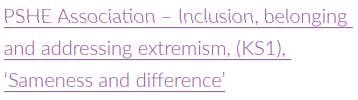 PSHE Association – Inclusion, belonging
and addressing extremism, (KS1),
‘Sameness and difference’